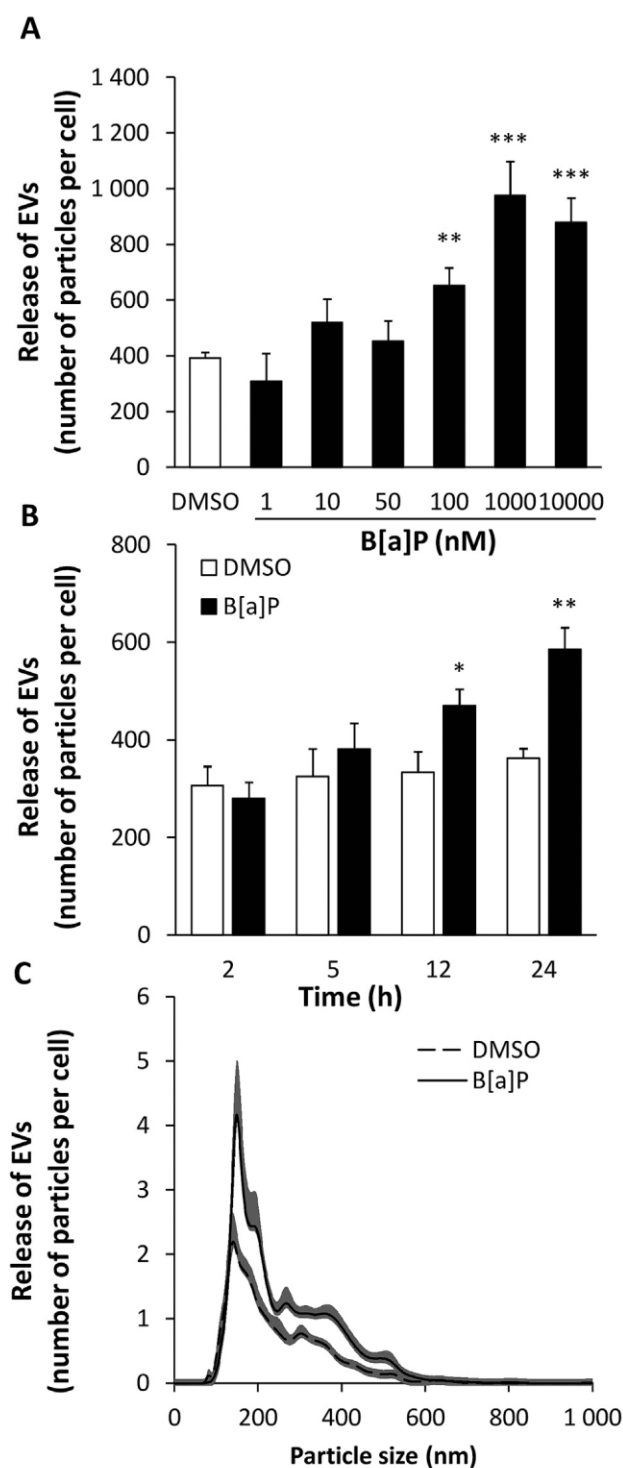 A
Release of EVs
(number of particles per cell)
1 400
1 200
1 000
800
600
400
200
0
**
***
***
DMSO 1 10 50 100 1000 10000
B[a]P (nM)
B
Release of EVs
(number of particles per cell)
800
600
400
200
0
DMSO
B[a]P
*
**
2 5 12 24
Time (h)
C
Release of EVs
(number of particles per cell)
6
5
4
3
2
1
0
DMSO
B[a]P
0 200 400 600 800 1 000
Particle size (nm)